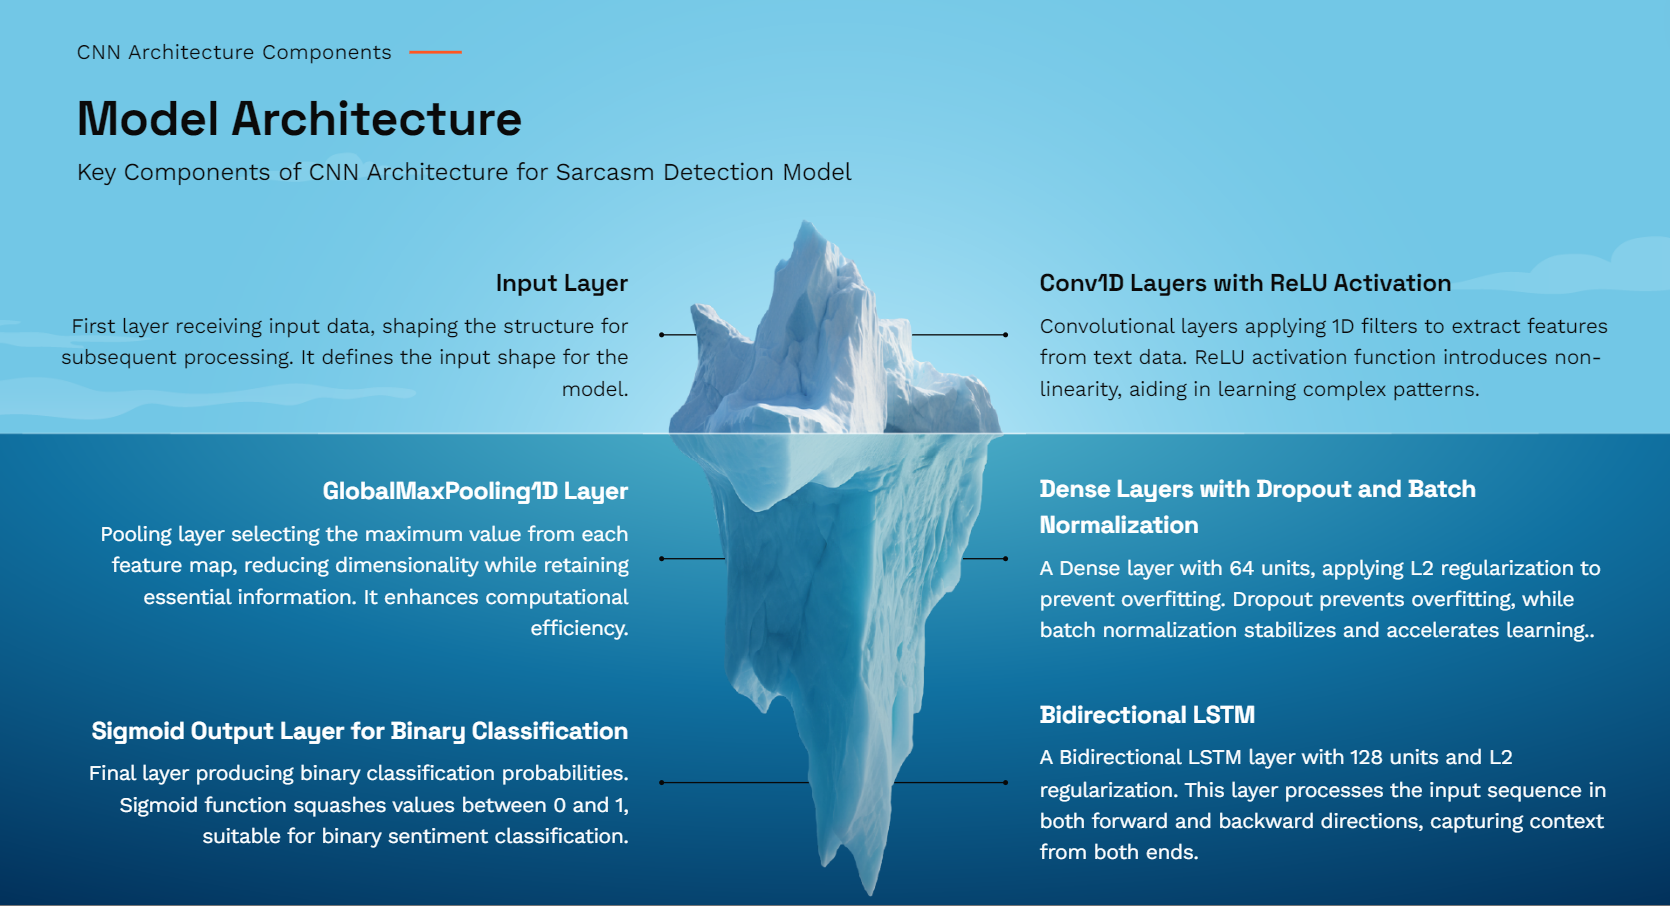 CNN Architecture Components
Model Architecture
Key Components of CNN Architecture for Sarcasm Detection Model
Input Layer
First layer receiving input data, shaping the structure for
subsequent processing. It defines the input shape for the
model.
Conv1D Layers with ReLU Activation
Convolutional layers applying 1D filters to extract features
from text data. ReLU activation function introduces non-
linearity, aiding in learning complex patterns.
GlobalMaxPooling1D Layer
Pooling layer selecting the maximum value from each
feature map, reducing dimensionality while retaining
essential information. It enhances computational
efficiency.
Dense Layers with Dropout and Batch
Normalization
A Dense layer with 64 units, applying L2 regularization to
prevent overfitting. Dropout prevents overfitting, while
batch normalization stabilizes and accelerates learning..
Sigmoid Output Layer for Binary Classification
Final layer producing binary classification probabilities.
Sigmoid function squashes values between 0 and 1,
suitable for binary sentiment classification.
Bidirectional LSTM
A Bidirectional LSTM layer with 128 units and L2
regularization. This layer processes the input sequence in
both forward and backward directions, capturing context
from both ends.